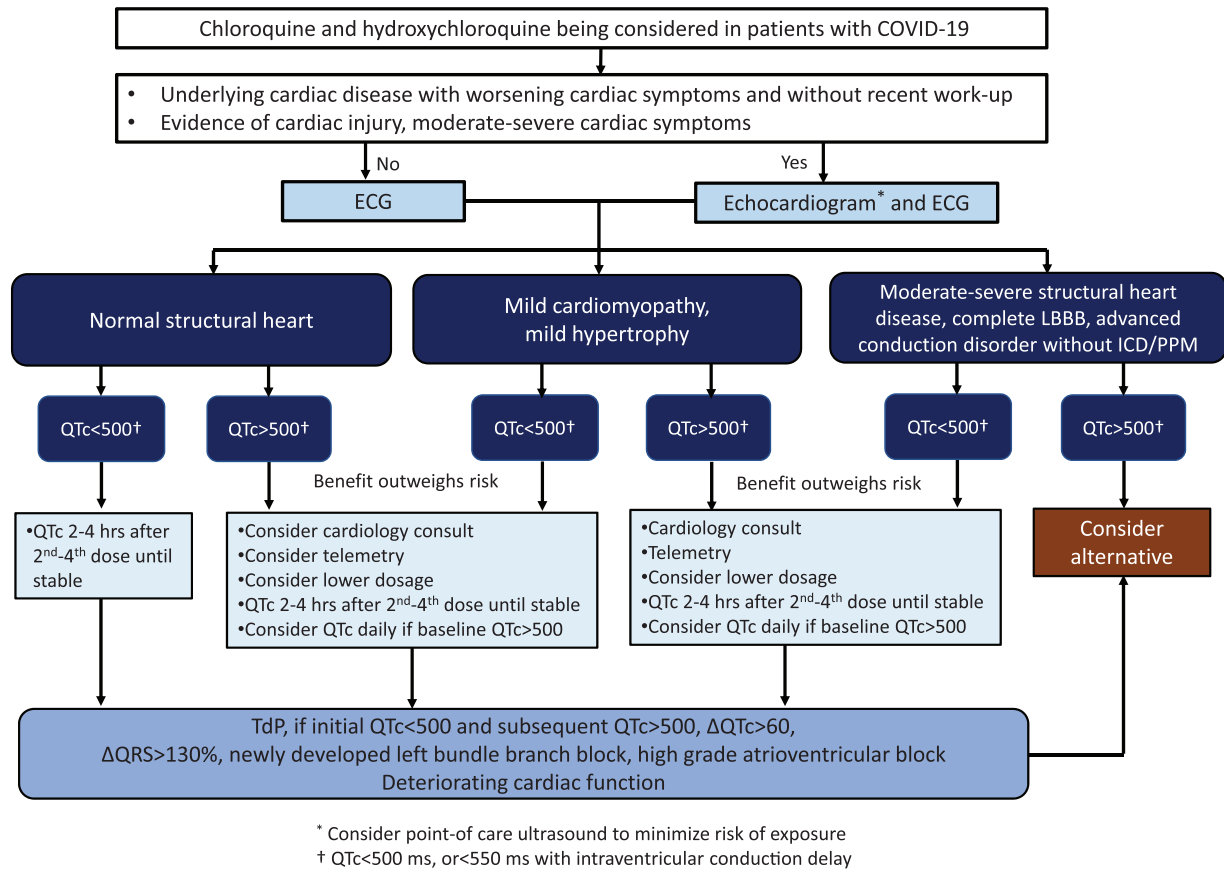 Chloroquine and hydroxychloroquine being considered in patients with COVID-19
• Underlying cardiac disease with worsening cardiac symptoms and without recent work-up
• Evidence of cardiac injury, moderate-severe cardiac symptoms
No
Yes
ECG
Echocardiogram* and ECG
Normal structural heart
Mild cardiomyopathy,
mild hypertrophy
Moderate-severe structural heart
disease, complete LBBB, advanced
conduction disorder without ICD/PPM
QTc<500†
QTc>500†
QTc<500†
QTc>500†
QTc<500†
QTc>500†
Benefit outweighs risk
Benefit outweighs risk
•QTc 2-4 hrs after
2nd-4th dose until
stable
•Consider cardiology consult
•Consider telemetry
•Consider lower dosage
•QTc 2-4 hrs after 2nd-4th dose until stable
•Consider QTc daily if baseline QTc>500
•Cardiology consult
•Telemetry
•Consider lower dosage
•QTc 2-4 hrs after 2nd-4th dose until stable
•Consider QTc daily if baseline QTc>500
Consider
alternative
TdP, if initial QTc<500 and subsequent QTc>500, ΔQTc>60,
ΔQRS>130%, newly developed left bundle branch block, high grade atrioventricular block
Deteriorating cardiac function
* Consider point-of care ultrasound to minimize risk of exposure
† QTc<500 ms, or<550 ms with intraventricular conduction delay